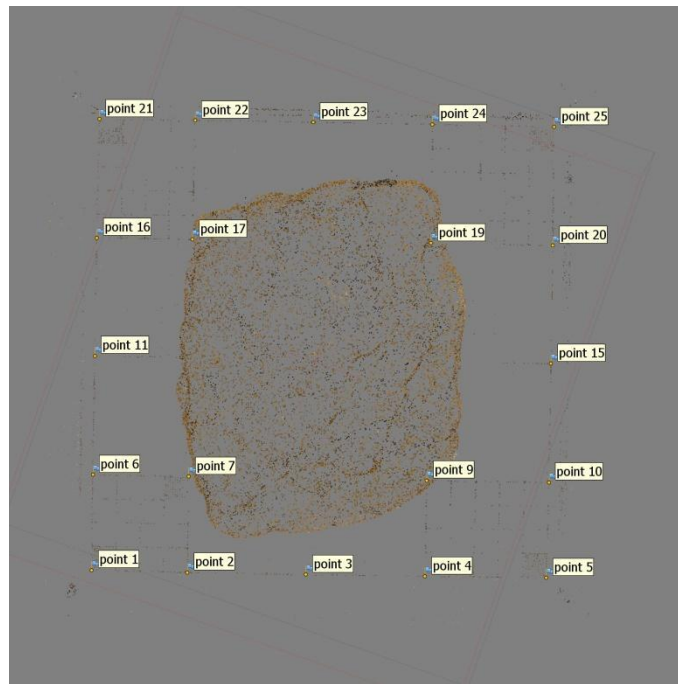 point 21
point 22
point 23
point 24
point 25
point 16
point 17
point 19
point 20
point 11
point 15
point 6
point 7
point 9
point 10
point 1
point 2
point 3
point 4
point 5